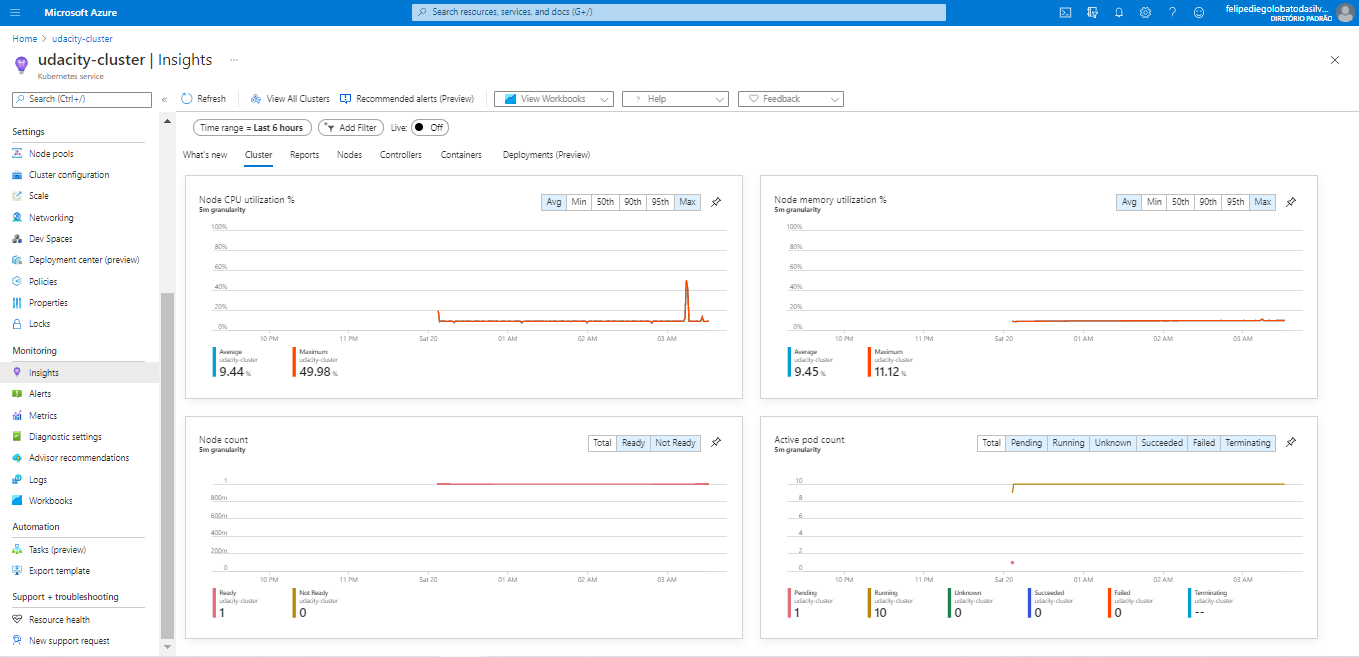 Microsoft Azure
Search resources, services, and docs (G+/)
felipediegolobatodasilv...
DIRETÓRIO PADRÃO
Home > udacity-cluster
udacity-cluster | Insights ...
Kubernetes service
Search (Ctrl+/)
«
Refresh
View All Clusters
Recommended alerts (Preview)
View Workbooks
? Help
Feedback
Time range = Last 6 hours
Add Filter
Live: Off
What's new
Cluster
Reports
Nodes
Controllers
Containers
Deployments (Preview)
Settings
Node pools
Cluster configuration
Scale
Networking
Dev Spaces
Deployment center (preview)
Policies
Properties
Locks
Monitoring
Insights
Alerts
Metrics
Diagnostic settings
Advisor recommendations
Logs
Workbooks
Automation
Tasks (preview)
Export template
Support + troubleshooting
Resource health
New support request
Node CPU utilization %
5m granularity
Avg Min 50th 90th 95th Max
100%
80%
60%
40%
20%
0%
10 PM 11 PM Sat 20 01 AM 02 AM 03 AM
Average
udacity-cluster
9.44 %
Maximum
udacity-cluster
49.98 %
Node memory utilization %
5m granularity
Avg Min 50th 90th 95th Max
100%
80%
60%
40%
20%
0%
10 PM 11 PM Sat 20 01 AM 02 AM 03 AM
Average
udacity-cluster
9.45 %
Maximum
udacity-cluster
11.12 %
Node count
5m granularity
Total Ready Not Ready
1
800m
600m
400m
200m
0
10 PM 11 PM Sat 20 01 AM 02 AM 03 AM
Ready
udacity-cluster
1
Not Ready
udacity-cluster
0
Active pod count
5m granularity
Total Pending Running Unknown Succeeded Failed Terminating
10
8
6
4
2
0
10 PM 11 PM Sat 20 01 AM 02 AM 03 AM
Pending
udacity-cluster
1
Running
udacity-cluster
10
Unknown
udacity-cluster
0
Succeeded
udacity-cluster
0
Failed
udacity-cluster
0
Terminating
udacity-cluster
--